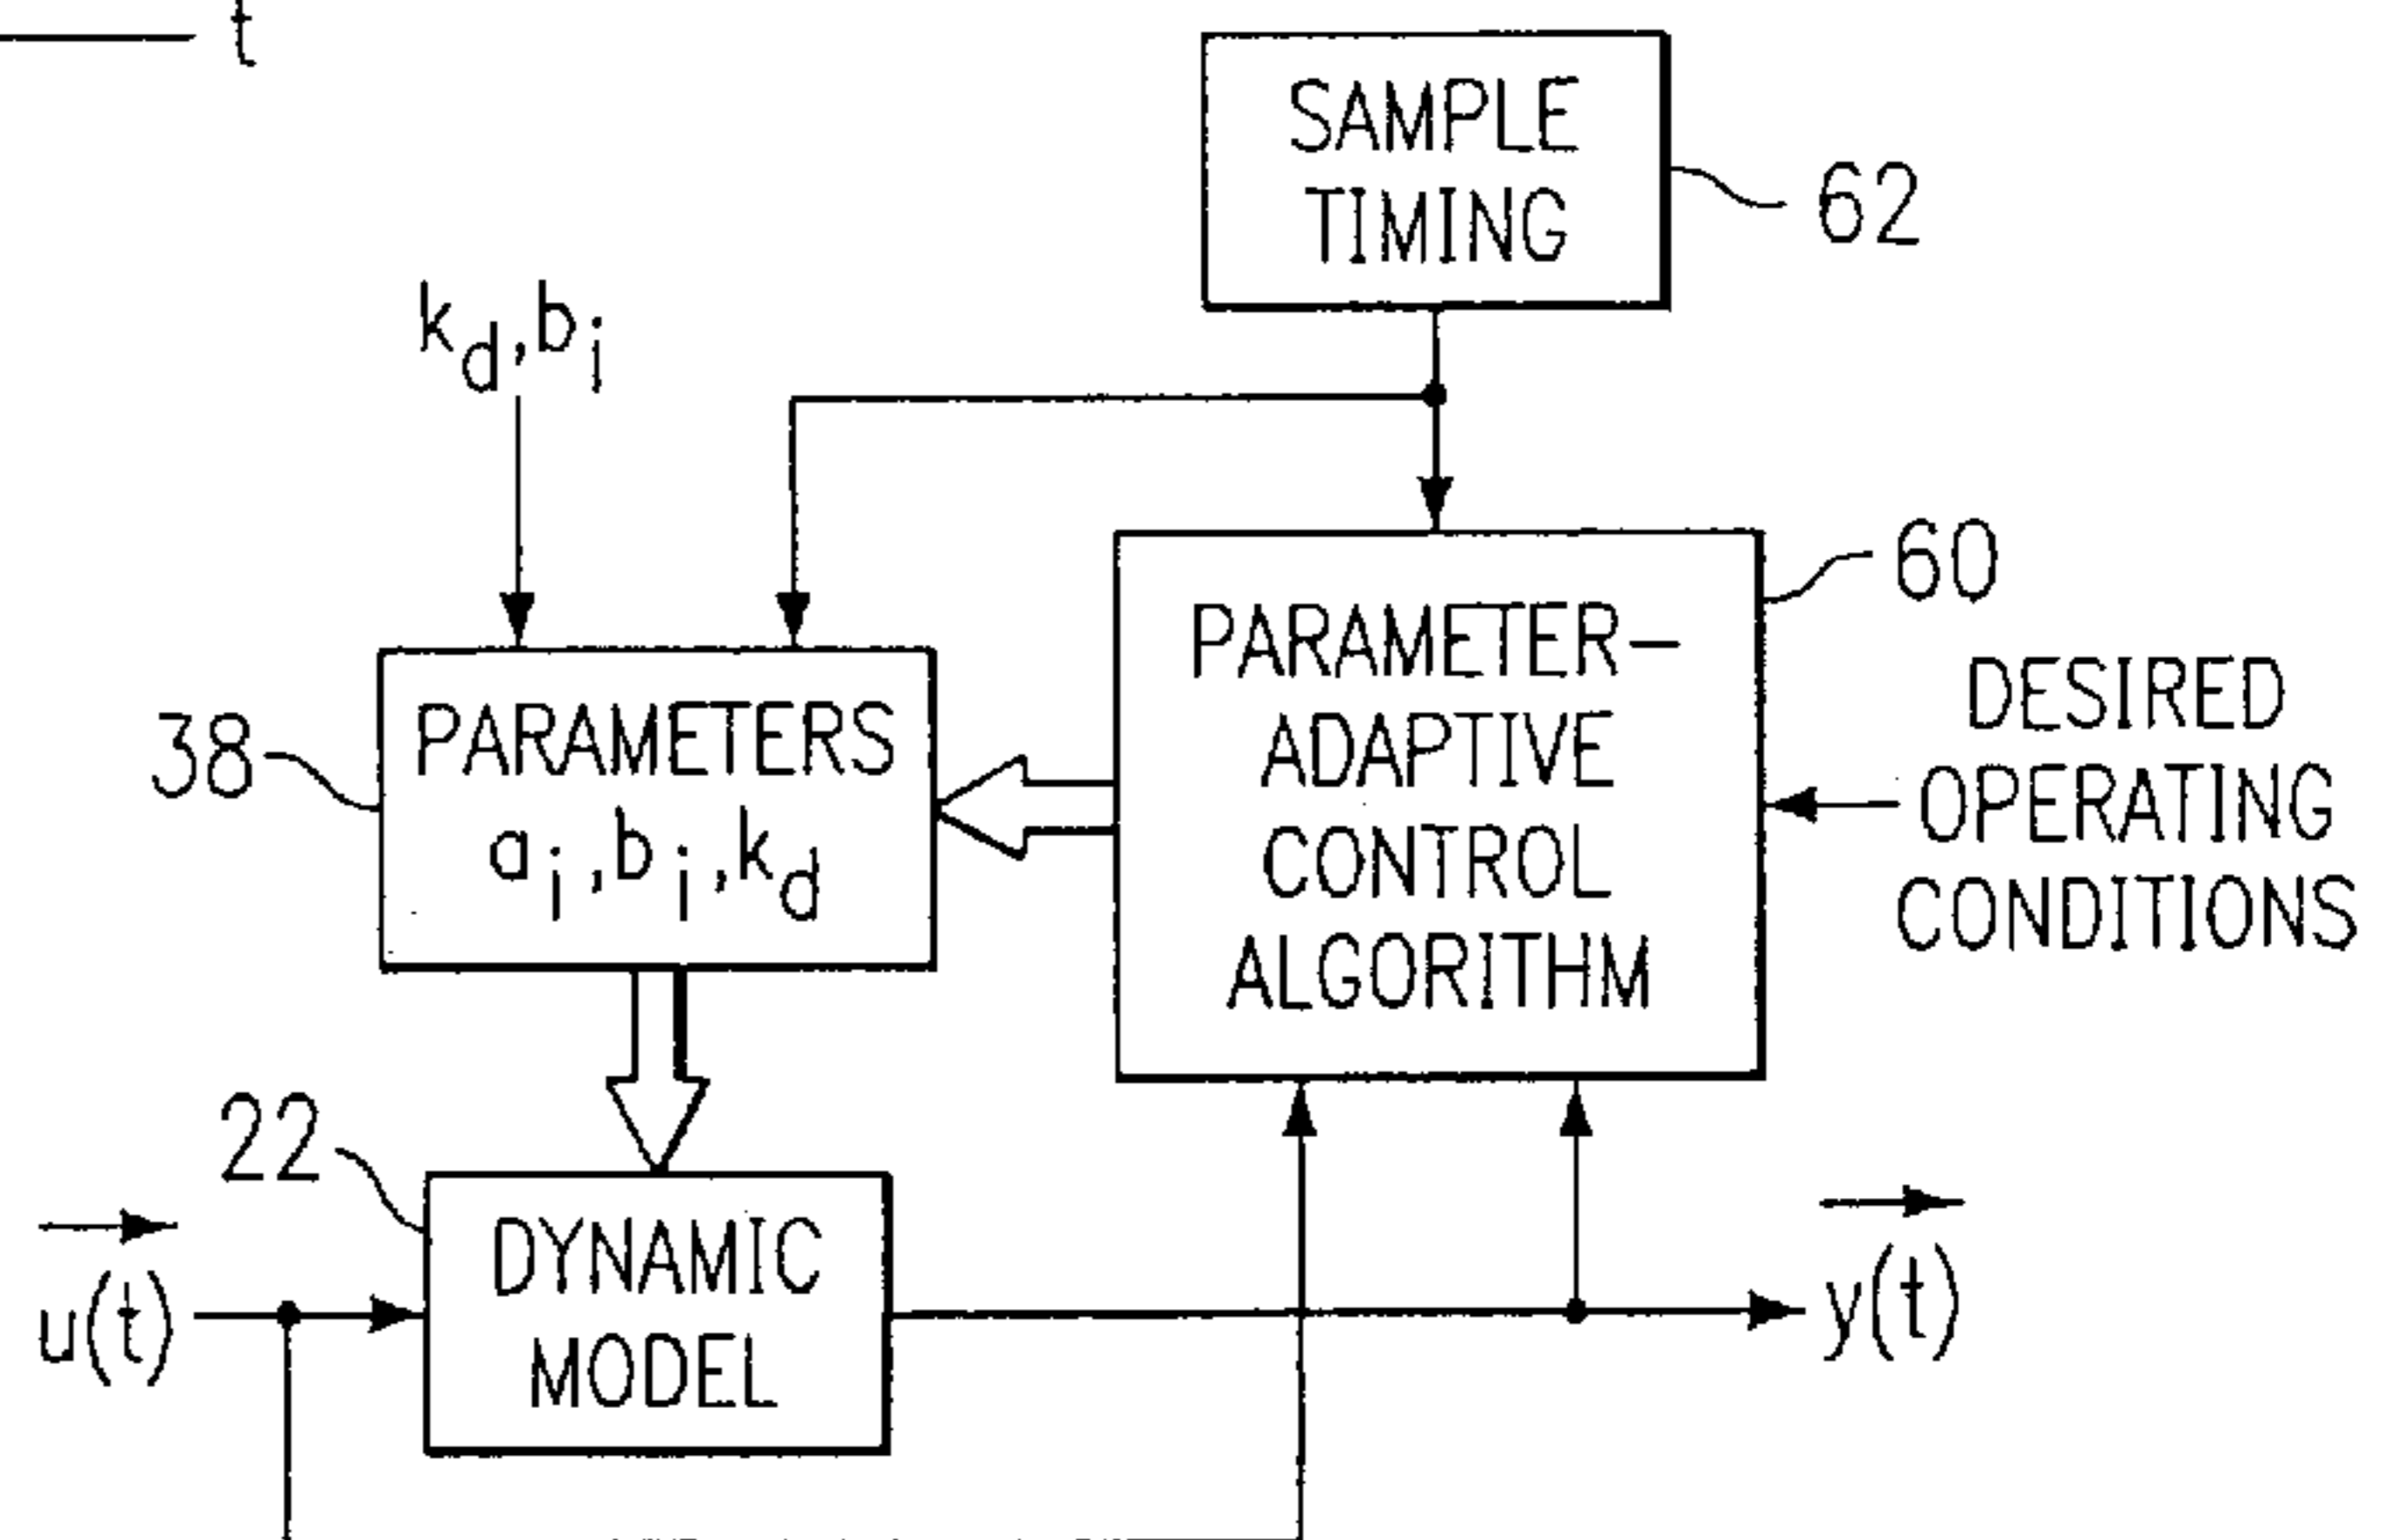 t
SAMPLE
TIMING
62
k_d, b_i
60
PARAMETER-
ADAPTIVE
CONTROL
ALGORITHM
DESIRED
OPERATING
CONDITIONS
38
PARAMETERS
a_i, b_i, k_d
22
DYNAMIC
MODEL
u(t)
y(t)